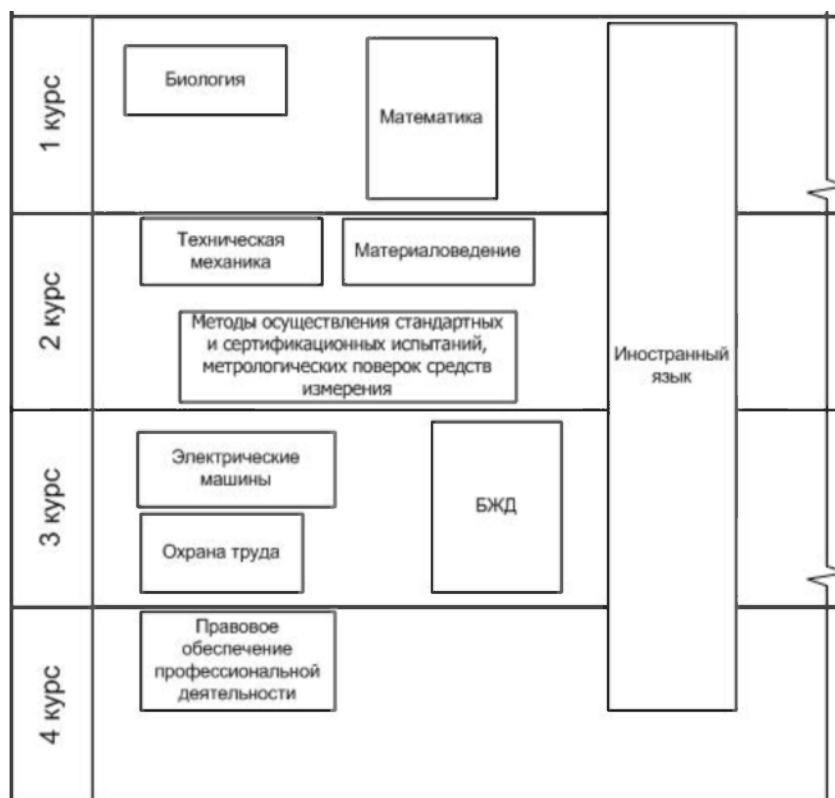 1 курс
Биология
Математика
2 курс
Техническая
механика
Материаловедение
Методы осуществления стандартных
и сертификационных испытаний,
метрологических поверок средств
измерения
Иностранный
язык
3 курс
Электрические
машины
БЖД
Охрана труда
4 курс
Правовое
обеспечение
профессиональной
деятельности